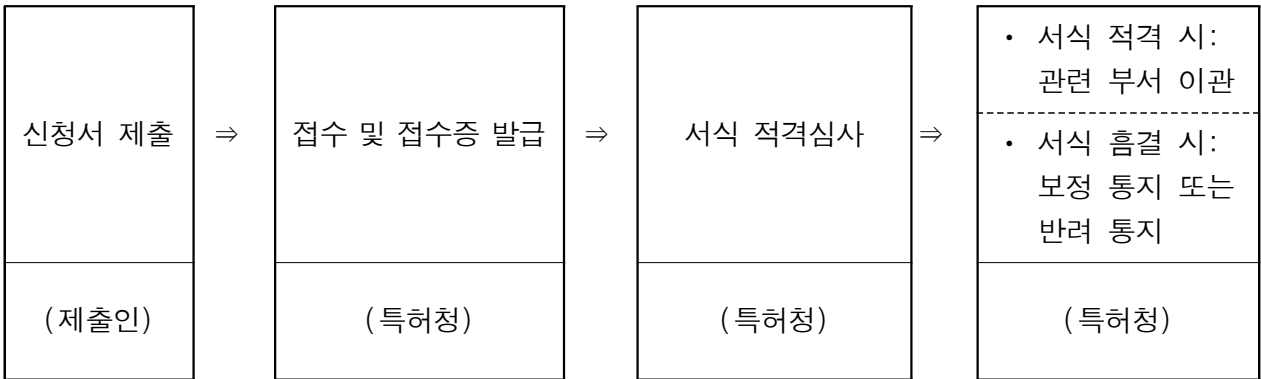 신청서 제출
⇒
접수 및 접수증 발급
⇒
서식 적격심사
⇒
· 서식 적격 시:
관련 부서 이관
· 서식 흠결 시:
보정 통지 또는
반려 통지
(제출인)
(특허청)
(특허청)
(특허청)